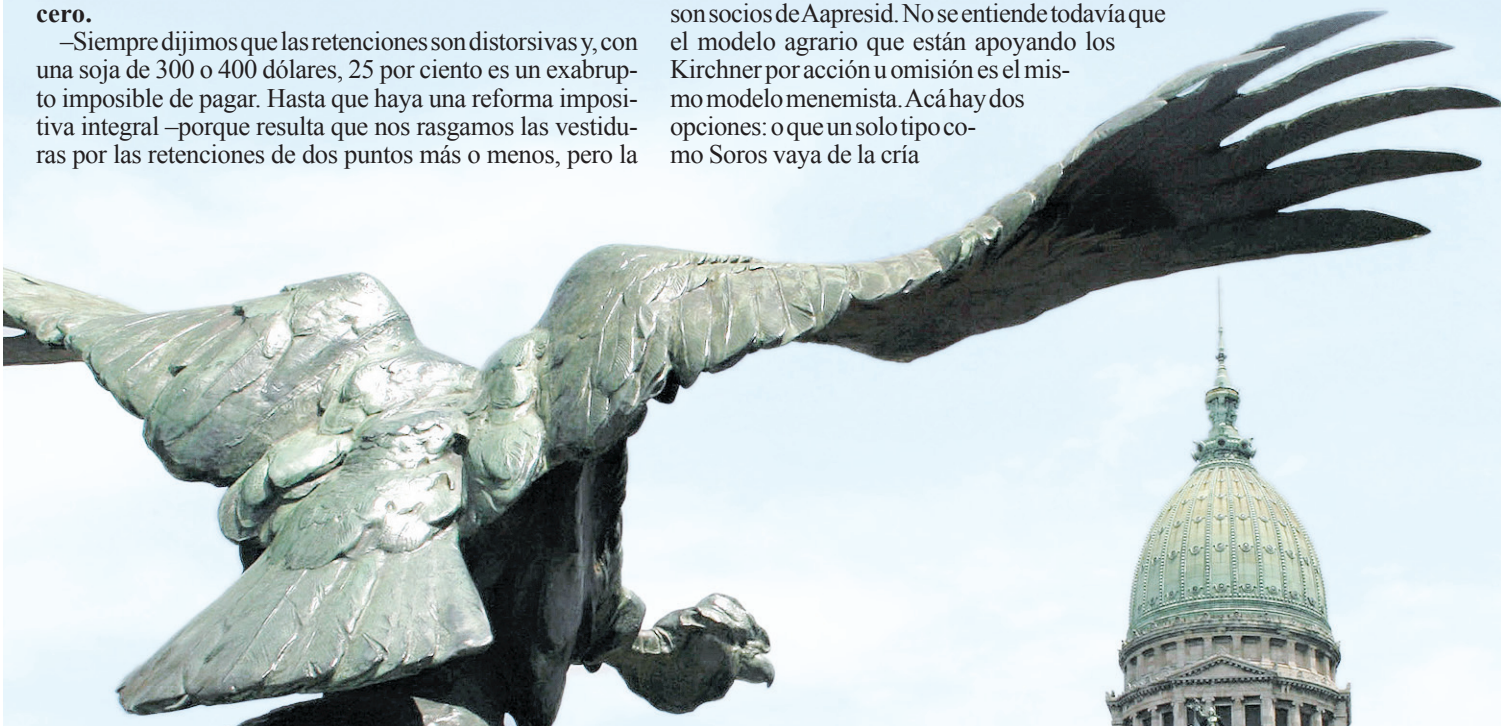 cero.
–Siempre dijimos que las retenciones son distorsivas y, con
una soja de 300 o 400 dólares, 25 por ciento es un exabrup-
to imposible de pagar. Hasta que haya una reforma imposi-
tiva integral –porque resulta que nos rasgamos las vestidu-
ras por las retenciones de dos puntos más o menos, pero la
son socios de Aapresid. No se entiende todavía que
el modelo agrario que están apoyando los
Kirchner por acción u omisión es el mis-
mo modelo menemista. Acá hay dos
opciones: o que un solo tipo co-
mo Soros vaya de la cría